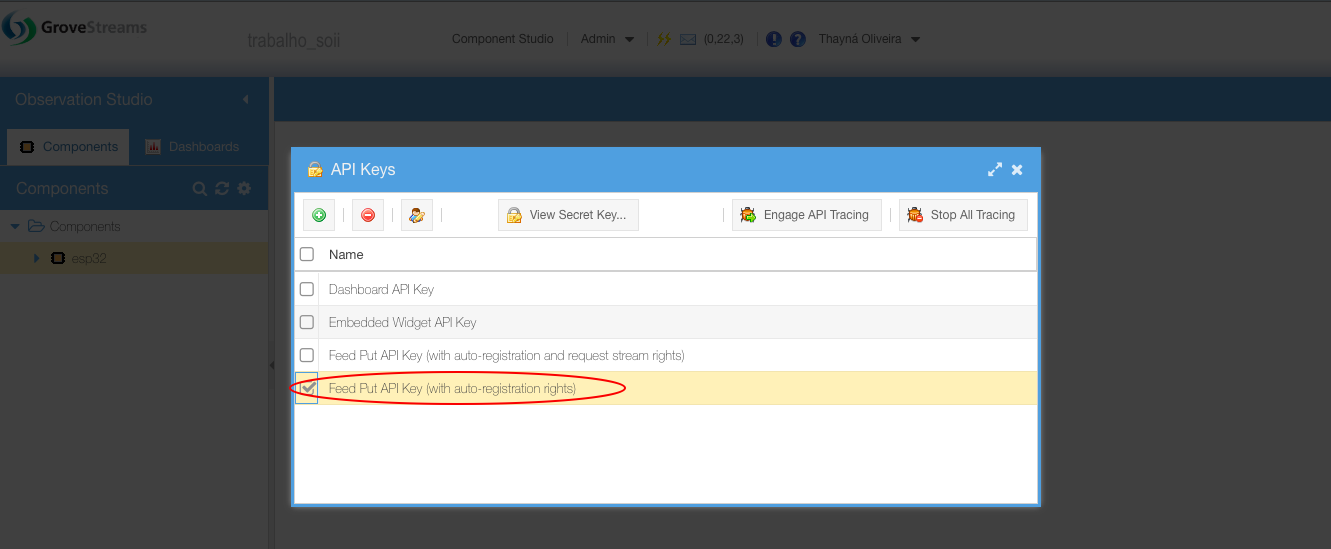 GroveStreams
trabalho_soii
Component Studio
Admin
(0,22,3)
Thayná Oliveira
Observation Studio
Components
Dashboards
Components
Components
esp32
API Keys
View Secret Key...
Engage API Tracing
Stop All Tracing
Name
Dashboard API Key
Embedded Widget API Key
Feed Put API Key (with auto-registration and request stream rights)
Feed Put API Key (with auto-registration rights)